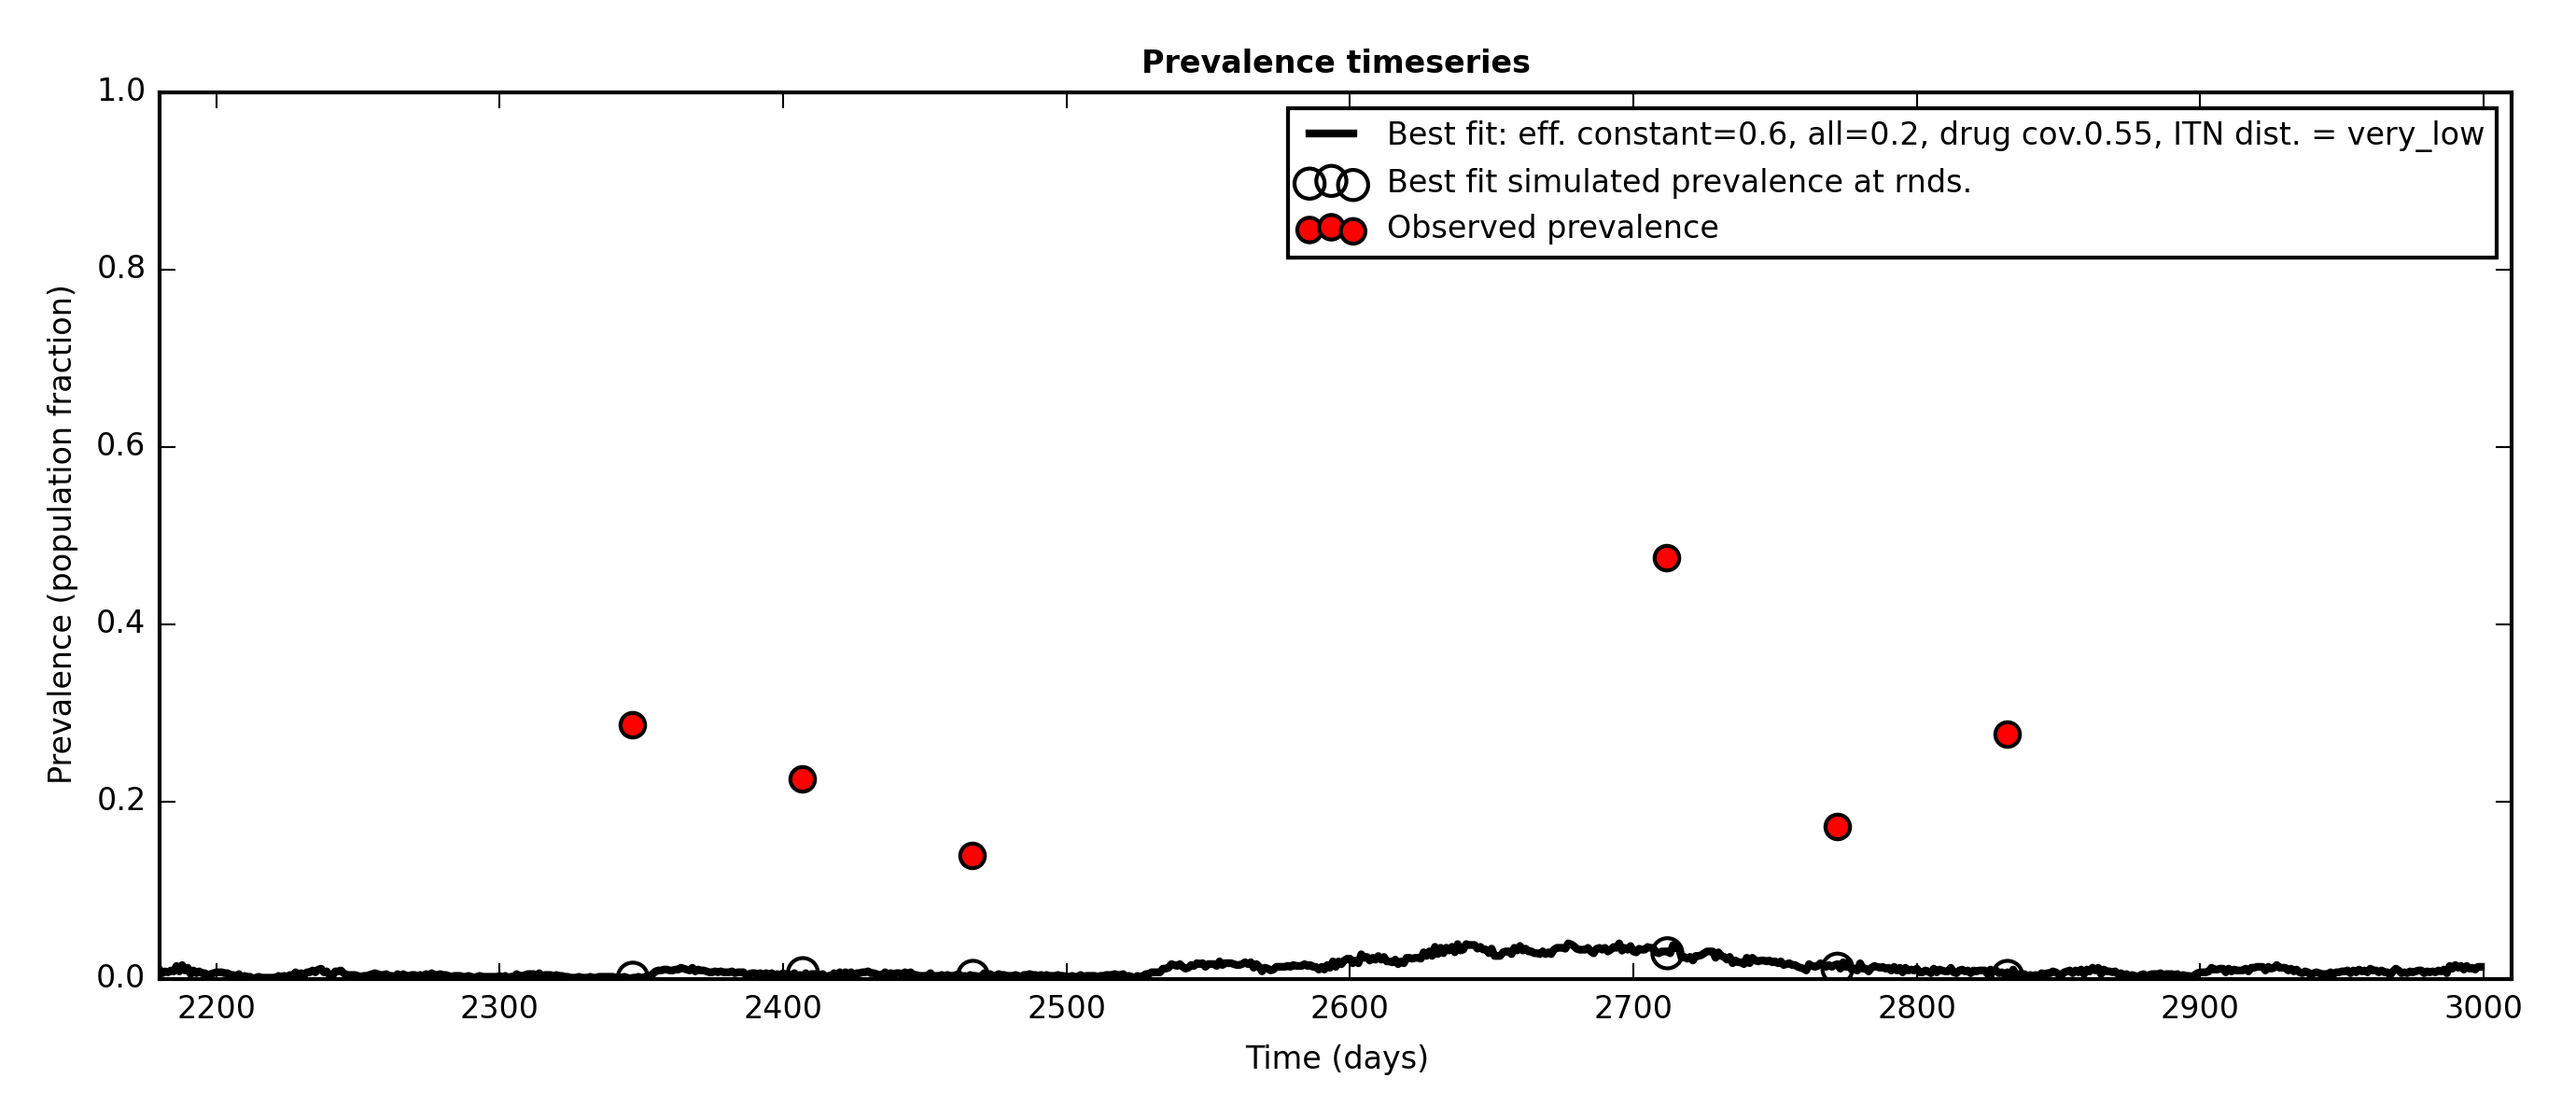 Prevalence timeseries
1.0
0.8
0.6
0.4
0.2
0.0
Prevalence (population fraction)
Best fit: eff. constant=0.6, all=0.2, drug cov.0.55, ITN dist. = very_low
Best fit simulated prevalence at rnds.
Observed prevalence
2200 2300 2400 2500 2600 2700 2800 2900 3000
Time (days)